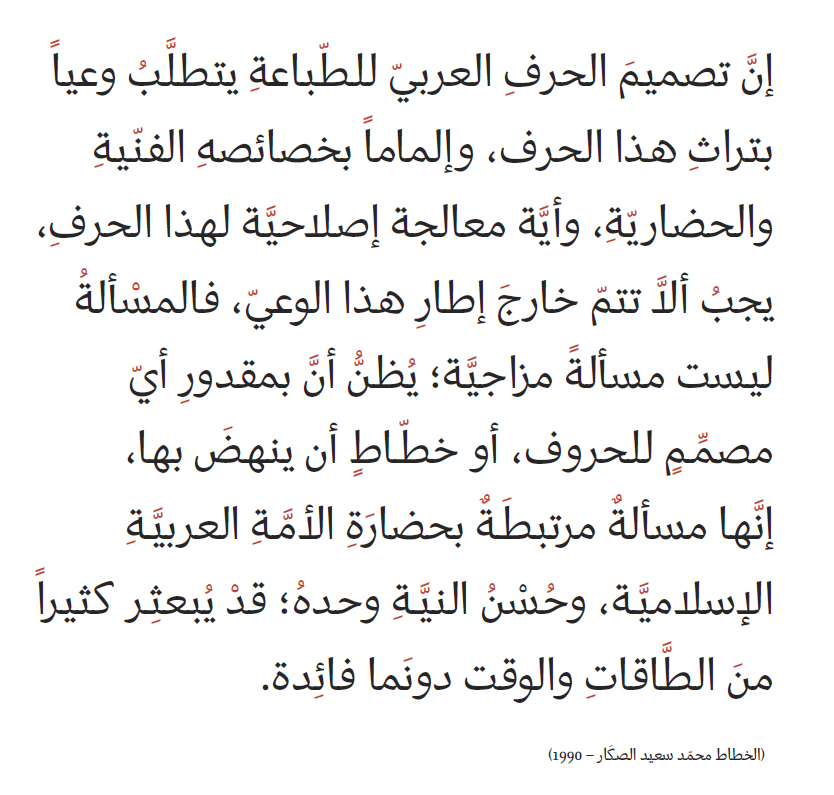 إنَّ تصميمَ الحرفِ العربيّ للطّباعةِ يتطلَّبُ وعياً
بتراثِ هذا الحرف، وإلماماً بخصائصهِ الفنّيةِ
والحضاريّةِ، وأيَّة معالجة إصلاحيَّة لهذا الحرفِ،
يجبُ ألاَّ تتمّ خارجَ إطارِ هذا الوعيّ، فالمسْألةُ
ليست مسألةً مزاجيَّة؛ يُظنُّ أنَّ بمقدورِ أيّ
مصمِّمٍ للحروف، أو خطّاطٍ أن ينهضَ بها،
إنَّها مسألةٌ مرتبطَةٌ بحضارَةِ الأمَّةِ العربيَّةِ
الإسلاميَّة، وحُسْنُ النيَّةِ وحدهُ؛ قدْ يُبعثِر كثيراً
منَ الطَّاقاتِ والوقت دونَما فائِدة.
(الخطاط محمّد سعيد الصكَار – 1990)